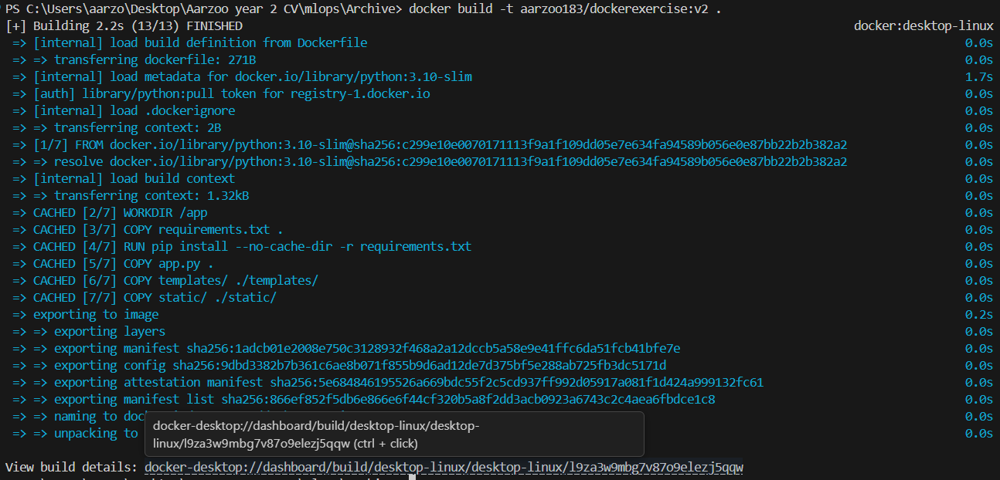 PS C:\Users\aarzo\Desktop\Aarzoo year 2 CV\mlops\Archive> docker build -t aarzoo183/dockerexercise:v2 .
[+] Building 2.2s (13/13) FINISHED docker:desktop-linux
=> [internal] load build definition from Dockerfile 0.0s
=> => transferring dockerfile: 271B 0.0s
=> [internal] load metadata for docker.io/library/python:3.10-slim 1.7s
=> [auth] library/python:pull token for registry-1.docker.io 0.0s
=> [internal] load .dockerignore 0.0s
=> => transferring context: 2B 0.0s
=> [1/7] FROM docker.io/library/python:3.10-slim@sha256:c299e10e0070171113f9a1f109dd05e7e634fa94589b056e0e87bb22b2b382a2 0.0s
=> => resolve docker.io/library/python:3.10-slim@sha256:c299e10e0070171113f9a1f109dd05e7e634fa94589b056e0e87bb22b2b382a2 0.0s
=> [internal] load build context 0.0s
=> => transferring context: 1.32kB 0.0s
=> CACHED [2/7] WORKDIR /app 0.0s
=> CACHED [3/7] COPY requirements.txt . 0.0s
=> CACHED [4/7] RUN pip install --no-cache-dir -r requirements.txt 0.0s
=> CACHED [5/7] COPY app.py . 0.0s
=> CACHED [6/7] COPY templates/ ./templates/ 0.0s
=> CACHED [7/7] COPY static/ ./static/ 0.0s
=> exporting to image 0.2s
=> => exporting layers 0.0s
=> => exporting manifest sha256:1adcb01e2008e750c3128932f468a2a12dccb5a58e9e41ffc6da51fcb41bfe7e 0.0s
=> => exporting config sha256:9dbd3382b7b361c6ae8b071f855b9d6ad12de7d375bf5e288ab725fb3dc5171d 0.0s
=> => exporting attestation manifest sha256:5e684846195526a669bdc55f2c5cd937ff992d05917a081f1d424a999132fc61 0.0s
=> => exporting manifest list sha256:866ef852f5db6e866e6f44cf320b5a8f2dd3acb0923a6743c2c4aea6fbdce1c8 0.0s
=> => naming to doc 0.0s
=> => unpacking to 0.0s
docker-desktop://dashboard/build/desktop-linux/desktop-
linux/l9za3w9mbg7v87o9elezj5qqw (ctrl + click)
View build details: docker-desktop://dashboard/build/desktop-linux/desktop-linux/l9za3w9mbg7v87o9elezj5qqw